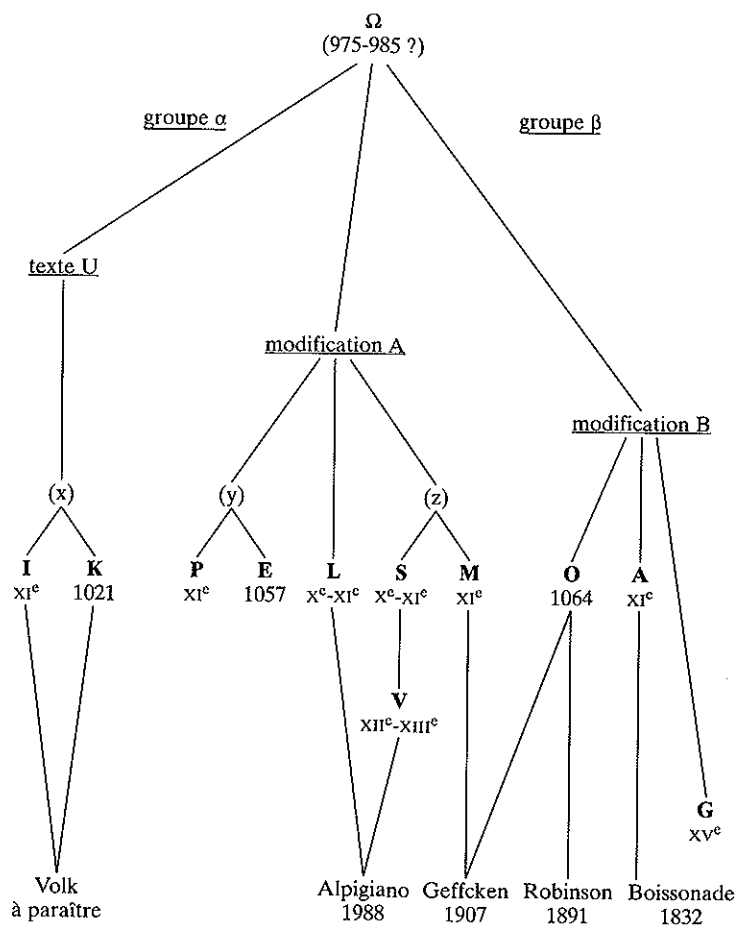 Ω
(975-985 ?)
groupe α
groupe β
texte U
modification A
modification B
(x)
(y)
(z)
I
K
P
E
L
S
M
O
A
XIᵉ
1021
XIᵉ
1057
Xᵉ-XIᵉ
Xᵉ-XIᵉ
XIᵉ
1064
XIᵉ
V
XIIᵉ-XIIIᵉ
G
XVᵉ
Volk
à paraître
Alpigiano
1988
Geffcken
1907
Robinson
1891
Boissonade
1832